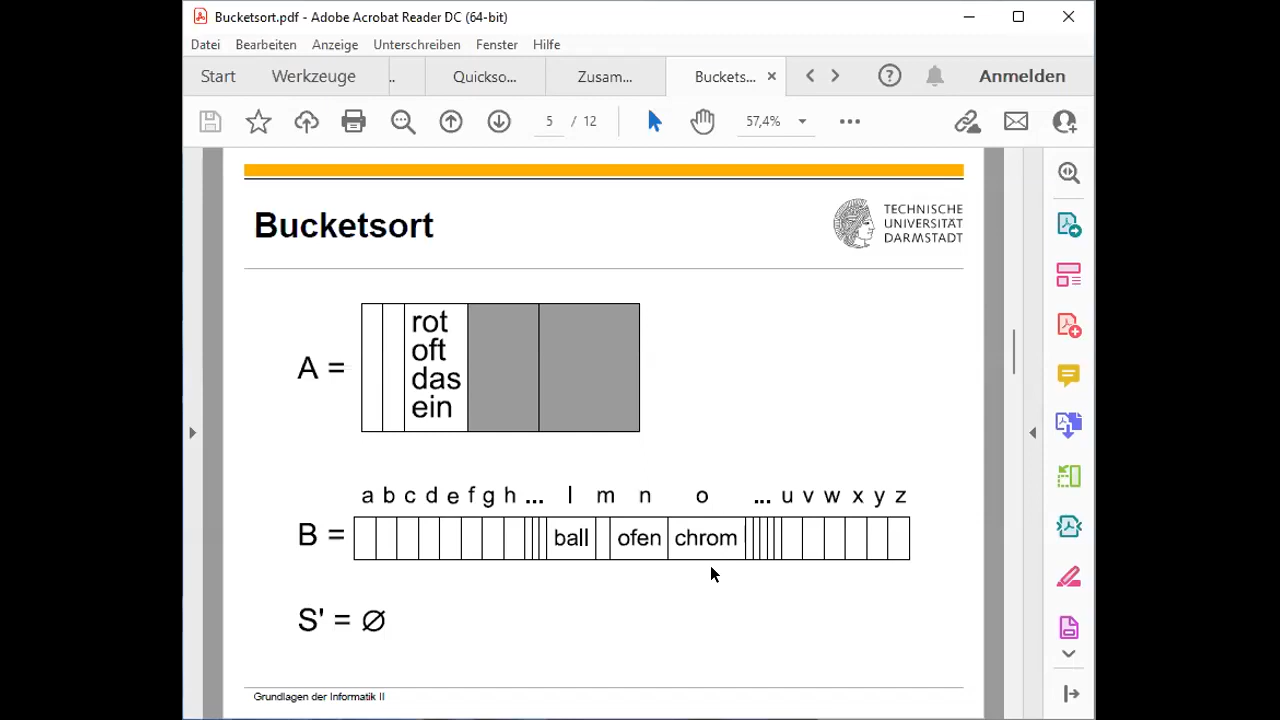 Bucketsort.pdf - Adobe Acrobat Reader DC (64-bit)
Datei Bearbeiten Anzeige Unterschreiben Fenster Hilfe
Start Werkzeuge .. Quickso... Zusam... Buckets... Anmelden
5 / 12 57,4%
Bucketsort
TECHNISCHE
UNIVERSITÄT
DARMSTADT
A =
rot
oft
das
ein
a b c d e f g h ... l m n o ... u v w x y z
B = ball ofen chrom
S' = ∅
Grundlagen der Informatik II